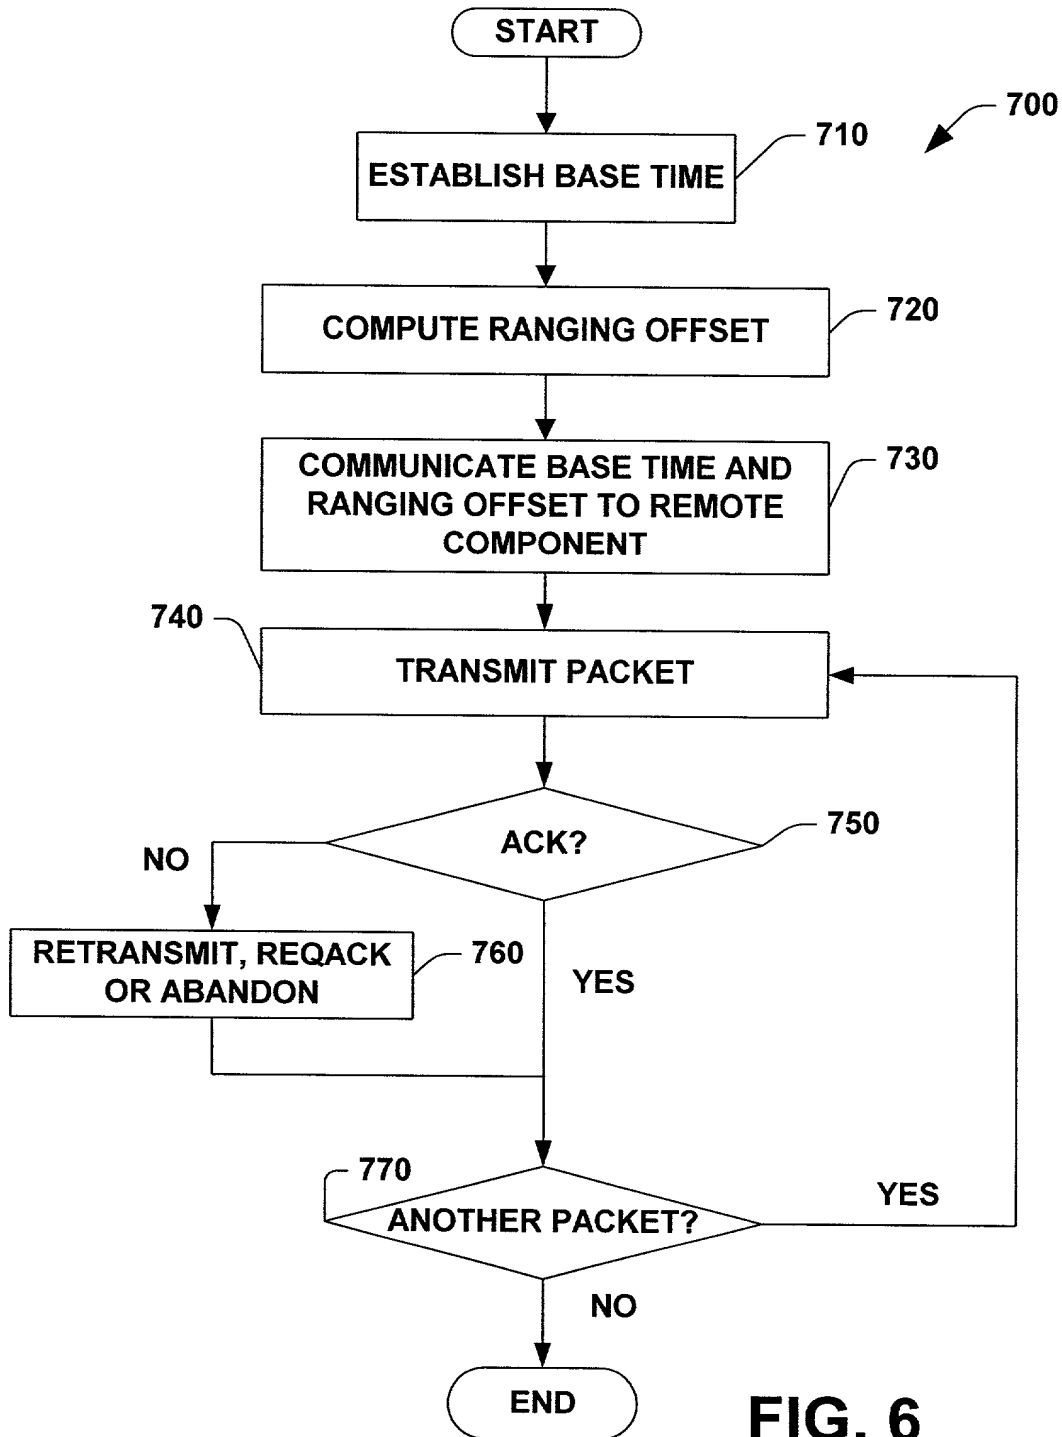 START
700
710
ESTABLISH BASE TIME
720
COMPUTE RANGING OFFSET
730
COMMUNICATE BASE TIME AND
RANGING OFFSET TO REMOTE
COMPONENT
740
TRANSMIT PACKET
750
ACK?
NO
RETRANSMIT, REQACK
OR ABANDON
760
YES
770
ANOTHER PACKET?
YES
NO
END
FIG. 6